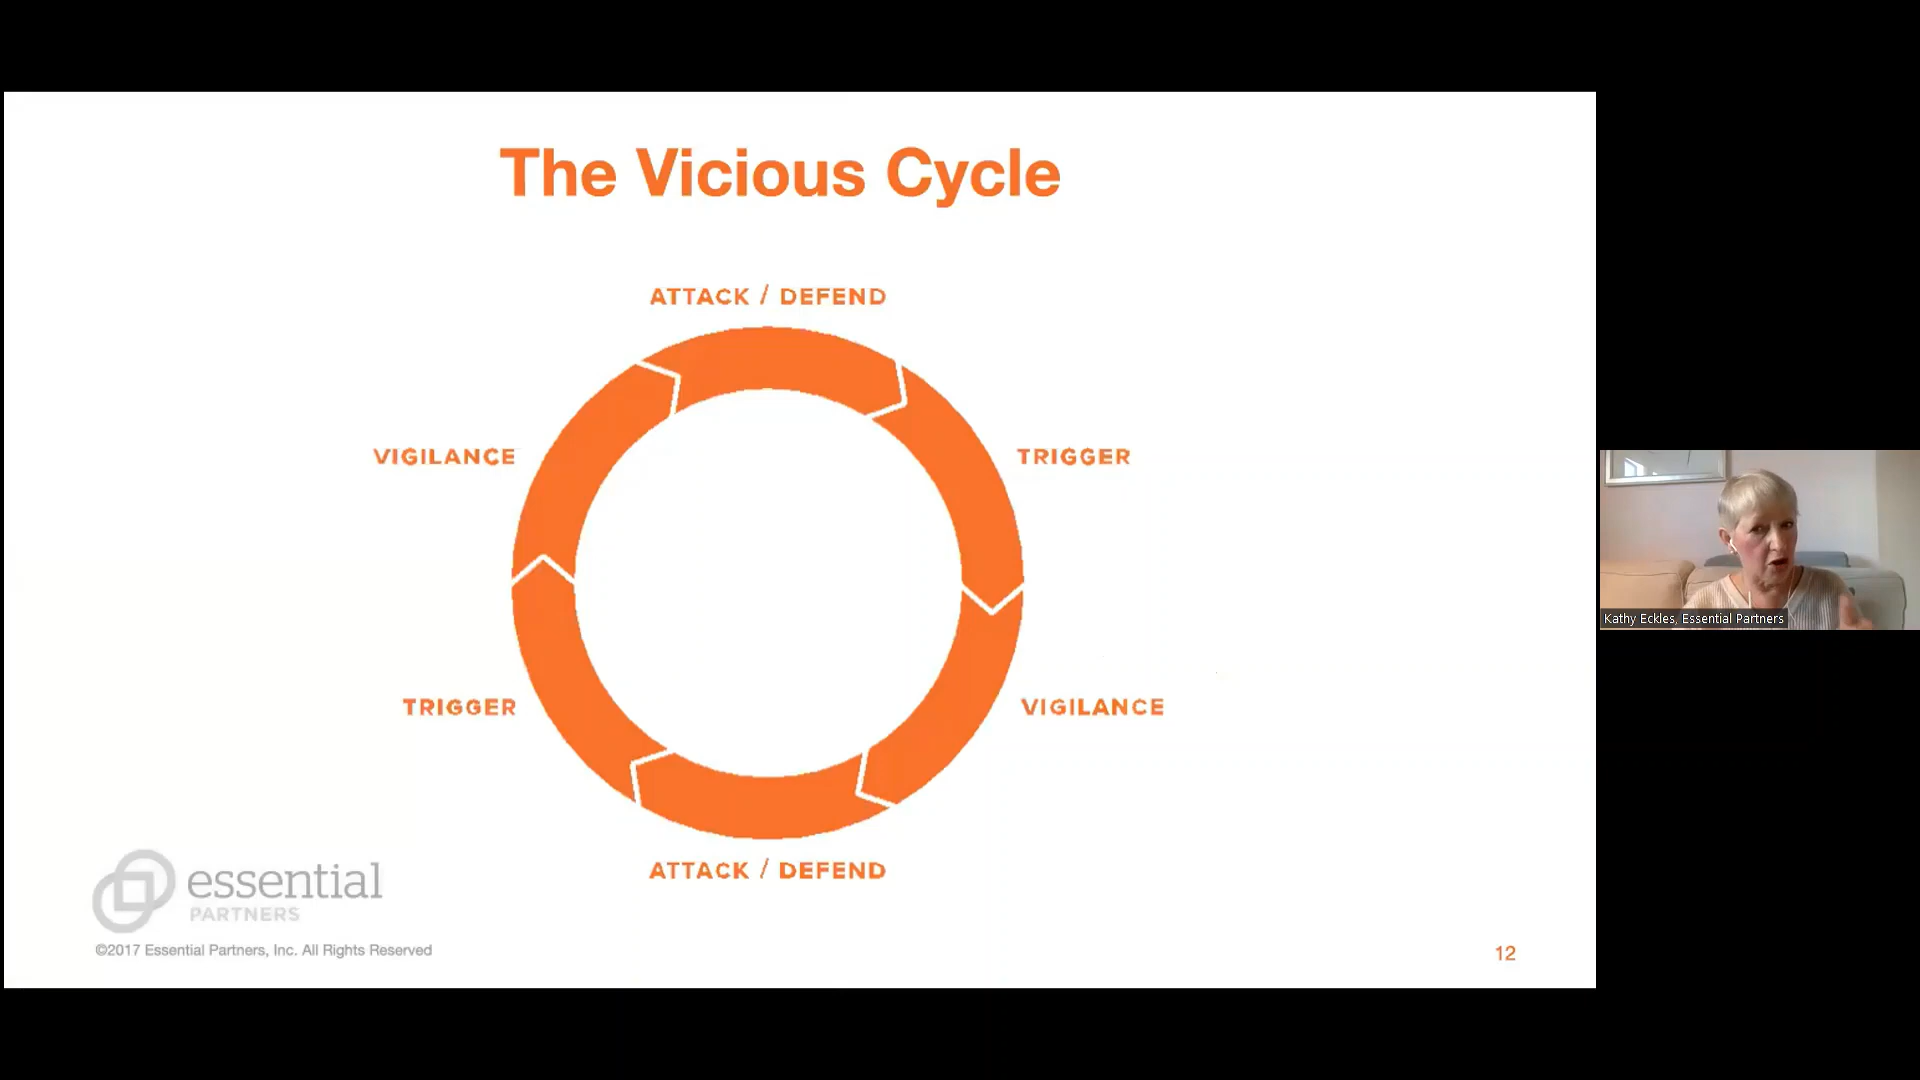 The Vicious Cycle
ATTACK / DEFEND
VIGILANCE
TRIGGER
TRIGGER
VIGILANCE
ATTACK / DEFEND
essential
PARTNERS
©2017 Essential Partners, Inc. All Rights Reserved
12
Kathy Eckles, Essential Partners